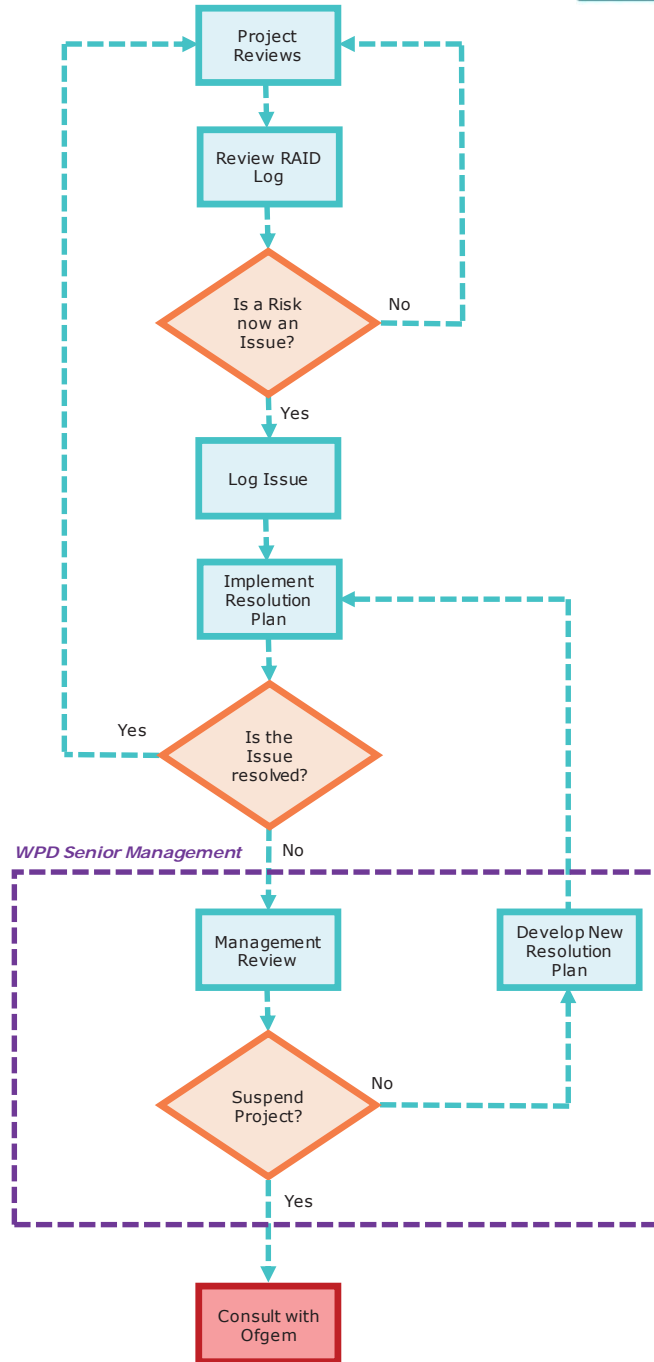 Project
Reviews
Review RAID
Log
Is a Risk
now an
Issue?
No
Yes
Log Issue
Implement
Resolution
Plan
Yes
Is the
Issue
resolved?
WPD Senior Management
No
Management
Review
Develop New
Resolution
Plan
Suspend
Project?
No
Yes
Consult with
Ofgem